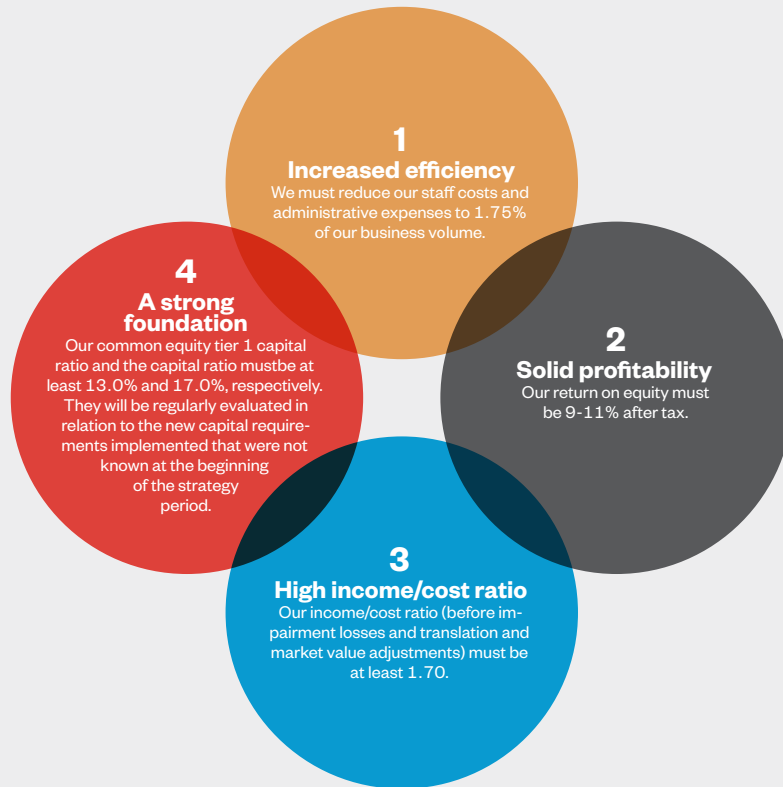 1
Increased efficiency
We must reduce our staff costs and
administrative expenses to 1.75%
of our business volume.
2
Solid profitability
Our return on equity must
be 9-11% after tax.
3
High income/cost ratio
Our income/cost ratio (before im-
pairment losses and translation and
market value adjustments) must be
at least 1.70.
4
A strong
foundation
Our common equity tier 1 capital
ratio and the capital ratio mustbe at
least 13.0% and 17.0%, respectively.
They will be regularly evaluated in
relation to the new capital require-
ments implemented that were not
known at the beginning
of the strategy
period.